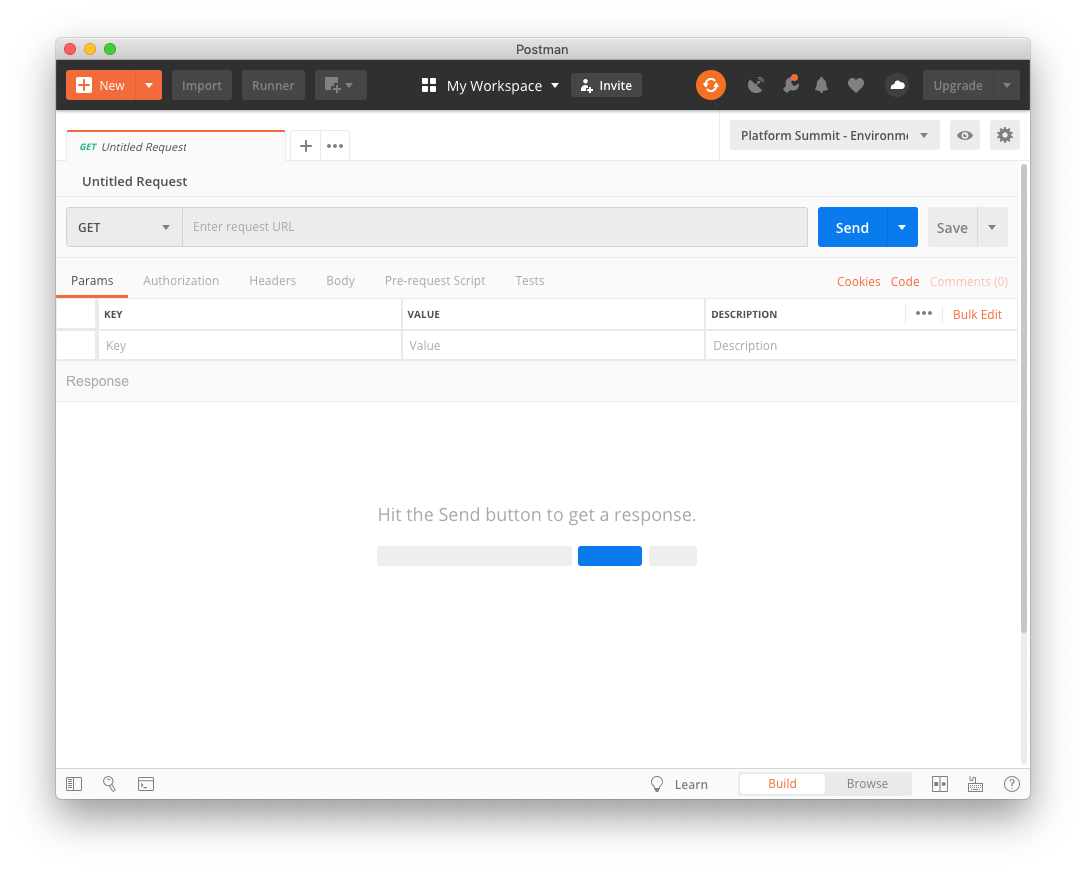 Postman
New Import Runner My Workspace Invite Upgrade
GET Untitled Request Platform Summit - Environme
Untitled Request
GET Enter request URL Send Save
Params Authorization Headers Body Pre-request Script Tests Cookies Code Comments (0)
KEY VALUE DESCRIPTION Bulk Edit
Key Value Description
Response
Hit the Send button to get a response.
Learn Build Browse